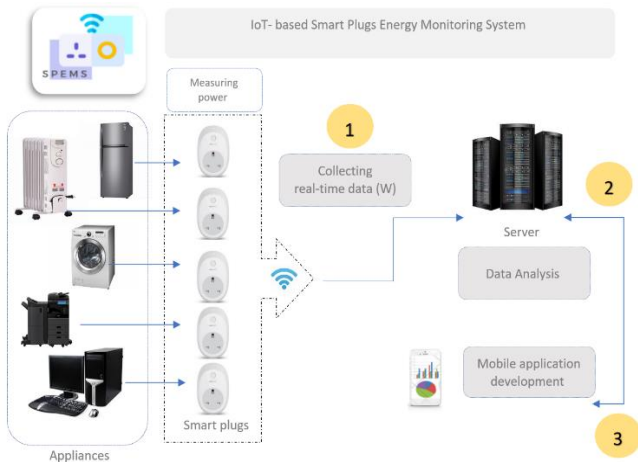 IoT- based Smart Plugs Energy Monitoring System
SPEMS
Measuring
power
1
Collecting
real-time data (W)
2
Server
Data Analysis
Mobile application
development
3
Smart plugs
Appliances